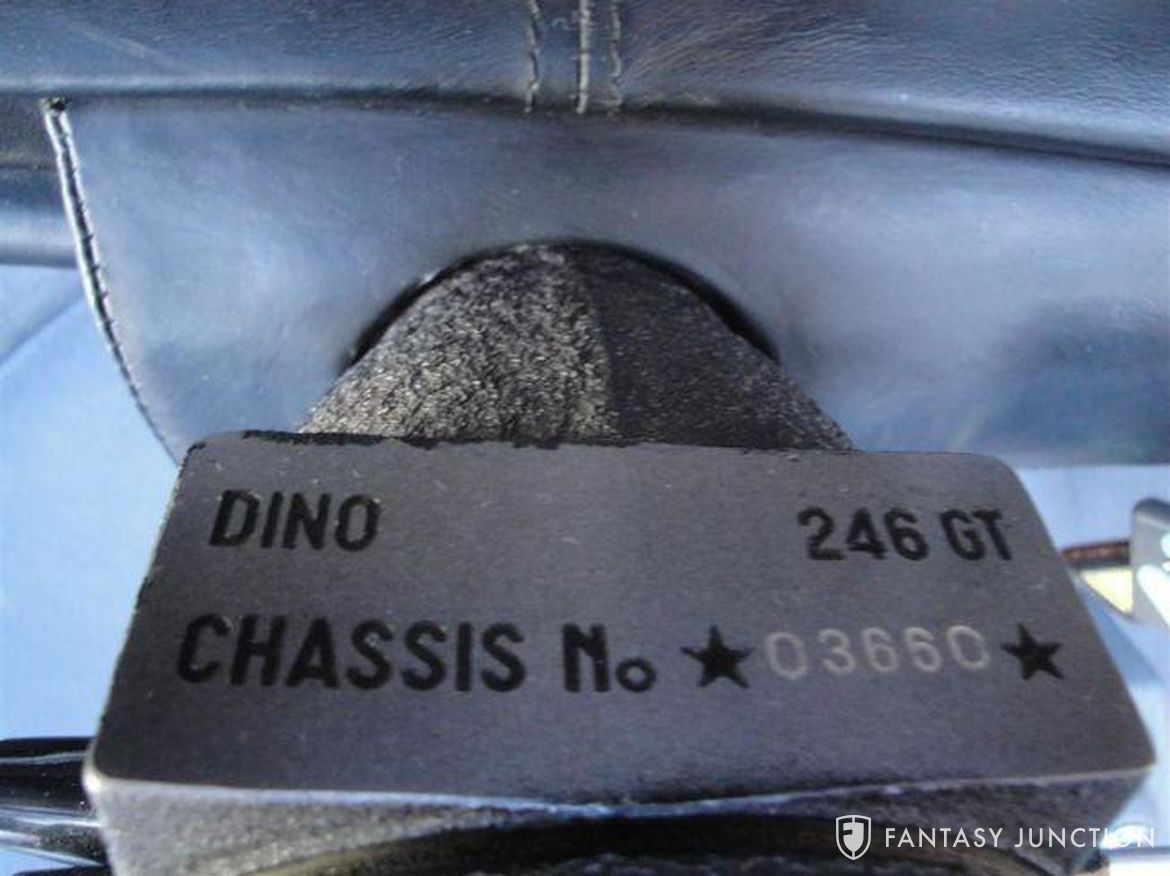 DINO 246 GT
CHASSIS No ★03660★
FANTASY JUNCTION